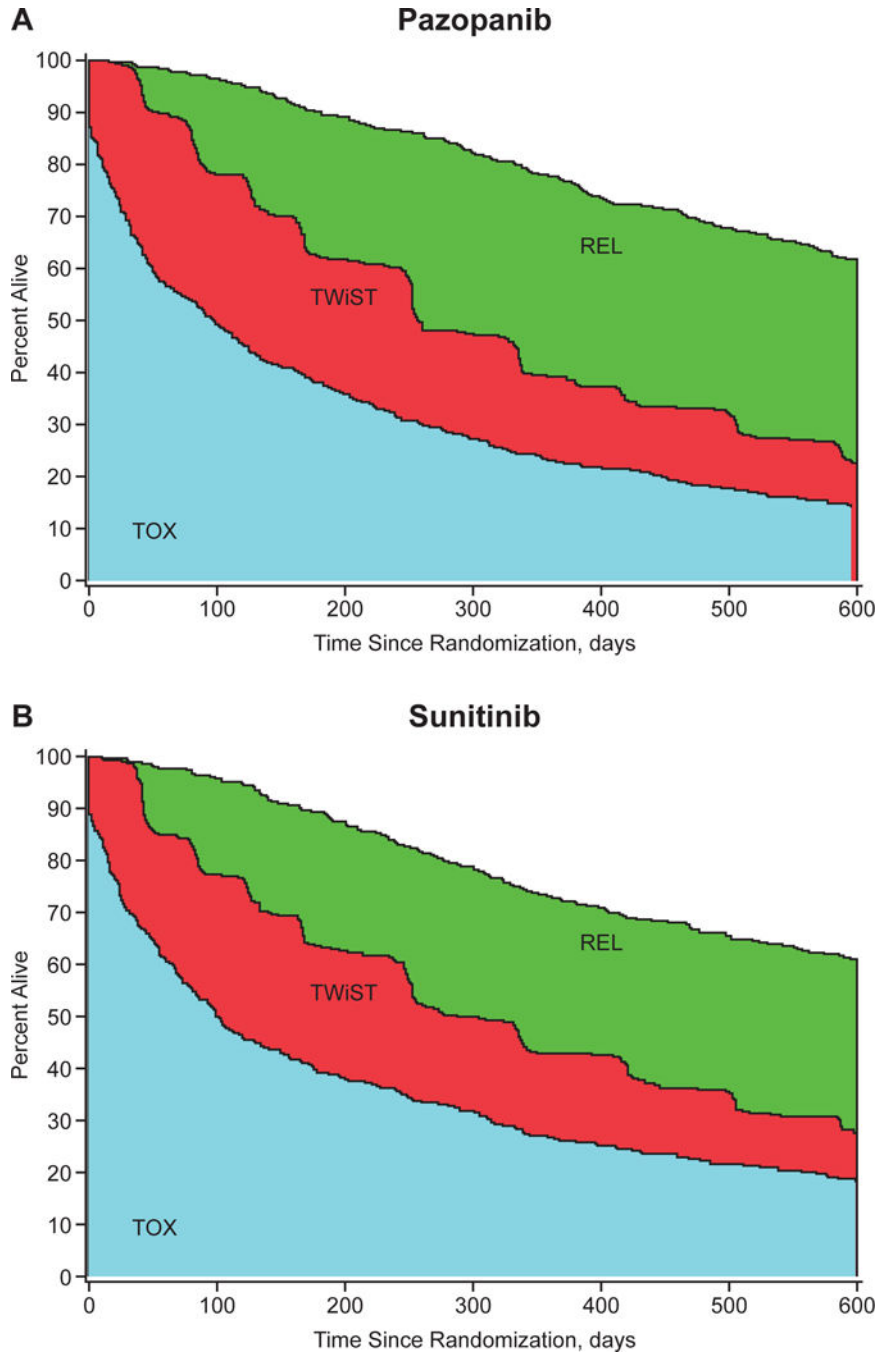 A
Pazopanib
100
90
80
70
60
50
40
30
20
10
0
Percent Alive
REL
TWiST
TOX
0 100 200 300 400 500 600
Time Since Randomization, days
B
Sunitinib
100
90
80
70
60
50
40
30
20
10
0
Percent Alive
REL
TWiST
TOX
0 100 200 300 400 500 600
Time Since Randomization, days